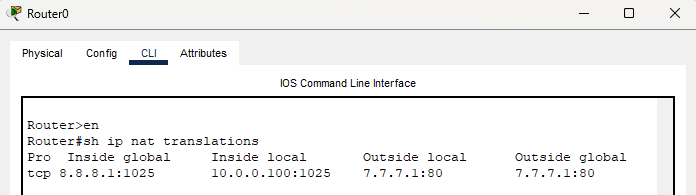 Router0
Physical Config CLI Attributes
IOS Command Line Interface
Router>en
Router#sh ip nat translations
Pro  Inside global     Inside local       Outside local      Outside global
tcp 8.8.8.1:1025       10.0.0.100:1025    7.7.7.1:80         7.7.7.1:80